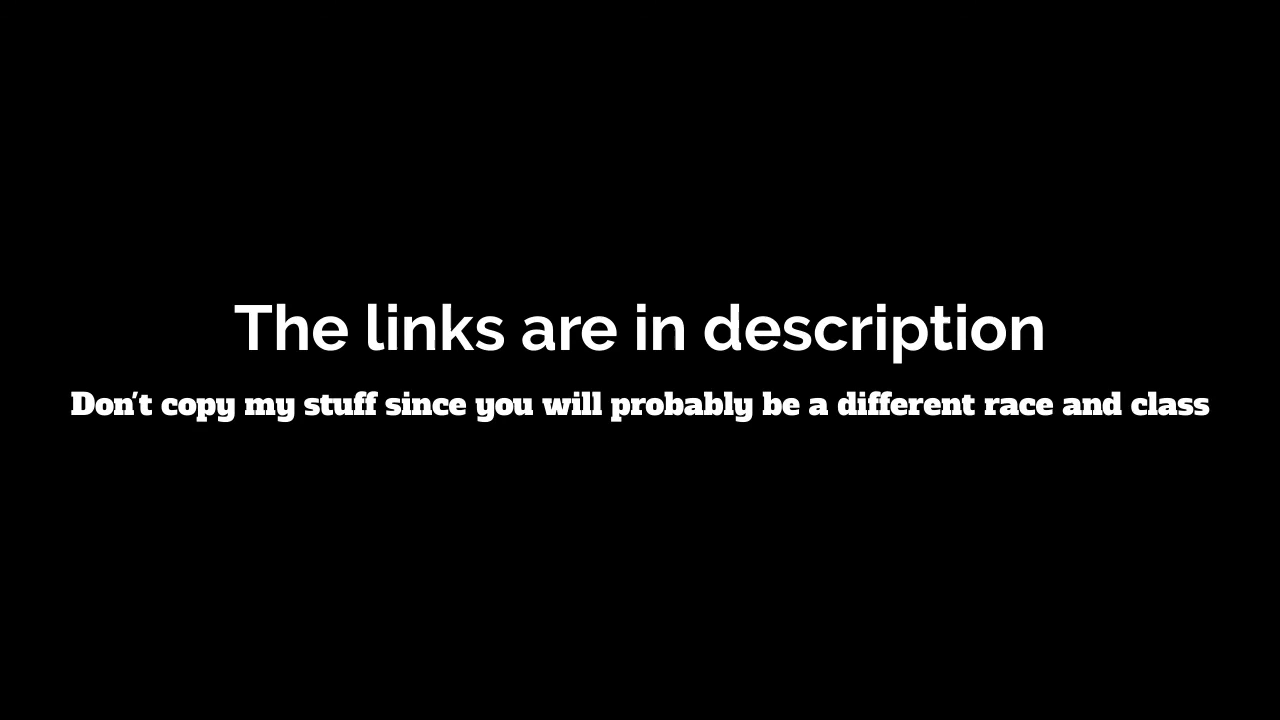 The links are in description
Don't copy my stuff since you will probably be a different race and class